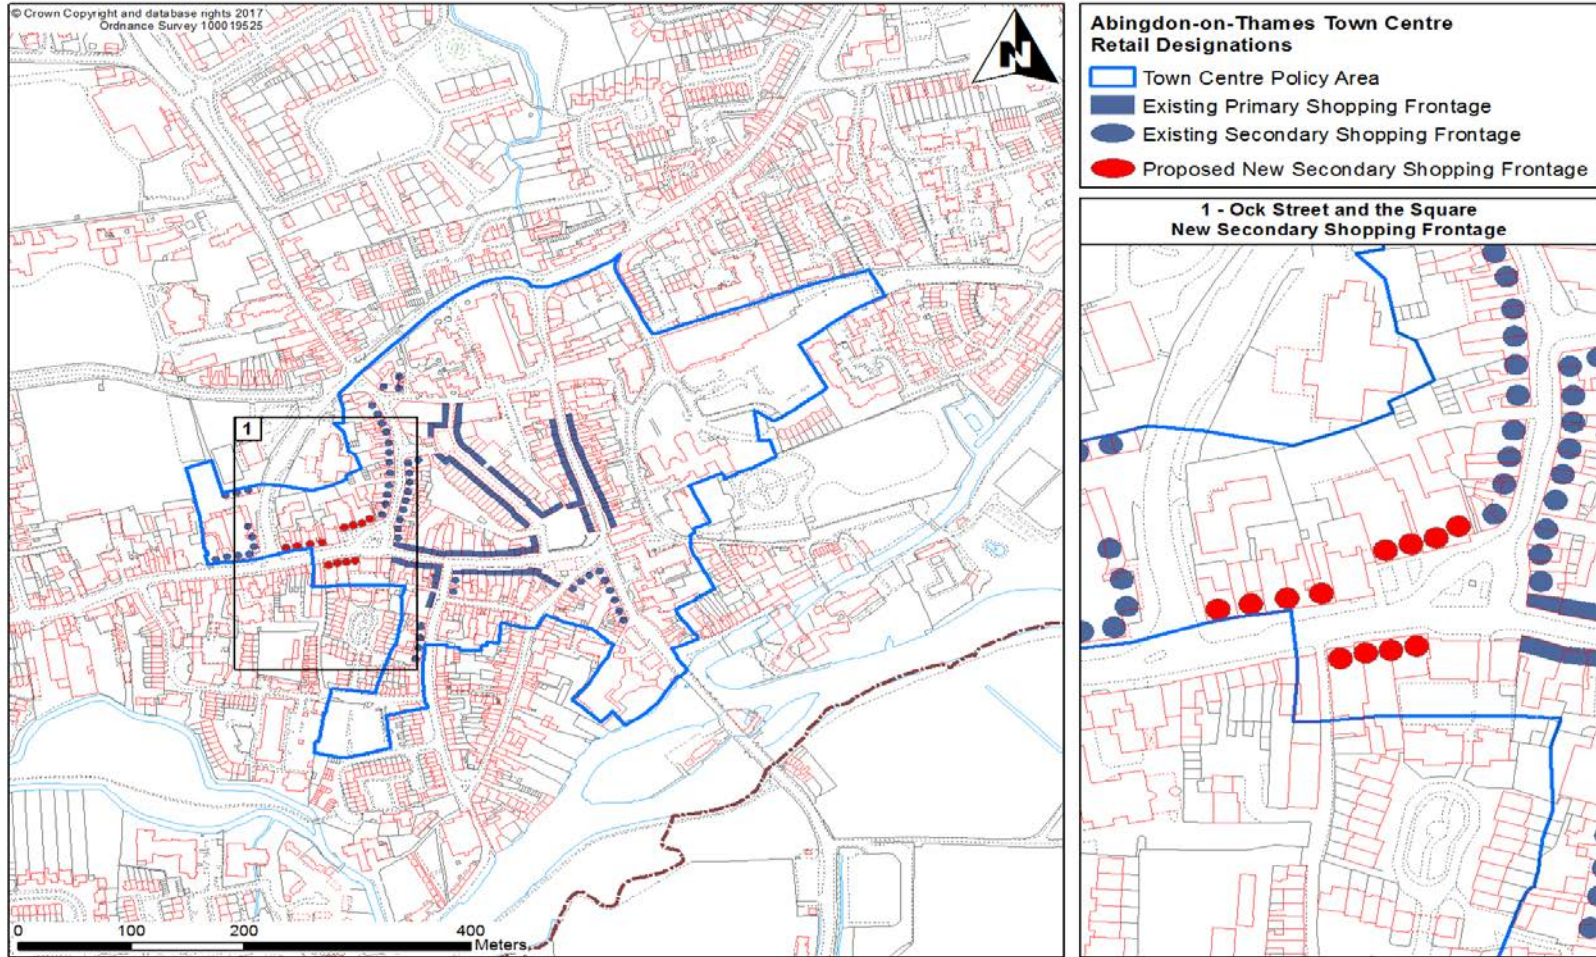 © Crown Copyright and database rights 2017
Ordnance Survey 100019525
N
1
0 100 200 400
Meters
Abingdon-on-Thames Town Centre
Retail Designations
Town Centre Policy Area
Existing Primary Shopping Frontage
Existing Secondary Shopping Frontage
Proposed New Secondary Shopping Frontage
1 - Ock Street and the Square
New Secondary Shopping Frontage